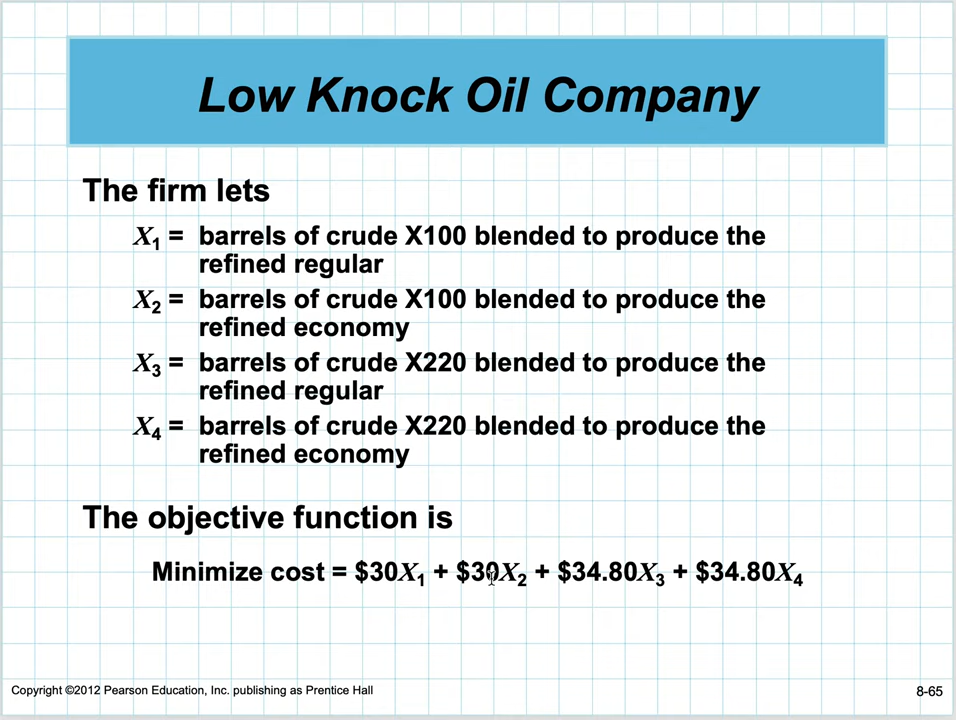 Low Knock Oil Company
The firm lets
X₁ = barrels of crude X100 blended to produce the
refined regular
X₂ = barrels of crude X100 blended to produce the
refined economy
X₃ = barrels of crude X220 blended to produce the
refined regular
X₄ = barrels of crude X220 blended to produce the
refined economy
The objective function is
Minimize cost = $30X₁ + $30X₂ + $34.80X₃ + $34.80X₄
Copyright ©2012 Pearson Education, Inc. publishing as Prentice Hall
8-65